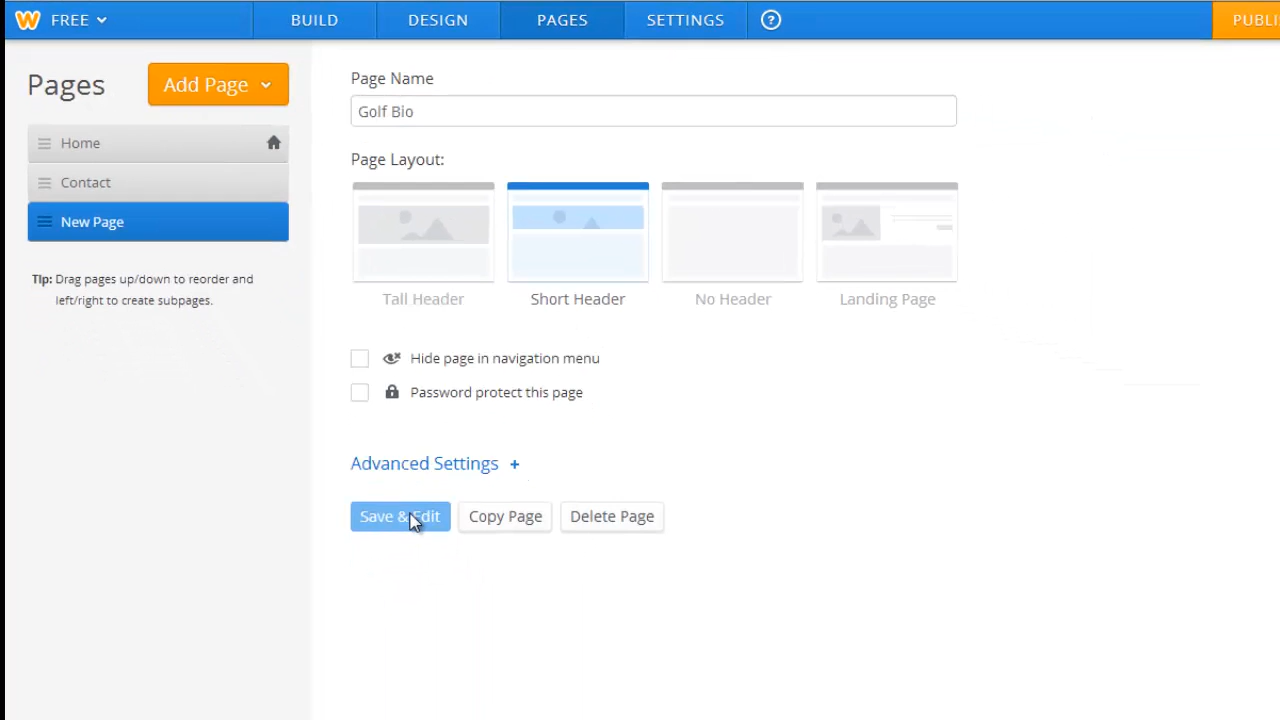 FREE BUILD DESIGN PAGES SETTINGS ? PUBLI
Pages Add Page
Home
Contact
New Page
Tip: Drag pages up/down to reorder and
left/right to create subpages.
Page Name
Golf Bio
Page Layout:
Tall Header Short Header No Header Landing Page
Hide page in navigation menu
Password protect this page
Advanced Settings +
Save & Edit Copy Page Delete Page